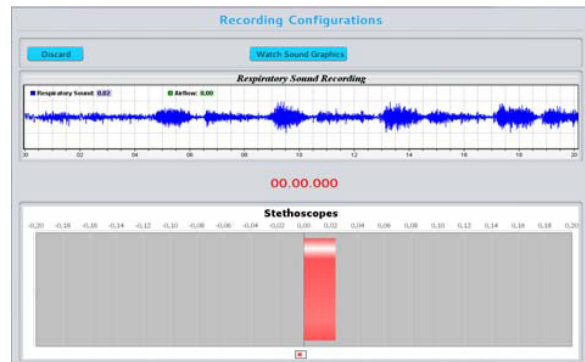 Recording Configurations
Discard Watch Sound Graphics
Respiratory Sound Recording
Respiratory Sound: 0,02 Airflow: 0,00
00 02 04 06 08 10 12 14 16 18 20
00.00.000
Stethoscopes
-0,20 -0,18 -0,16 -0,14 -0,12 -0,10 -0,08 -0,06 -0,04 -0,02 0,00 0,02 0,04 0,06 0,08 0,10 0,12 0,14 0,16 0,18 0,20